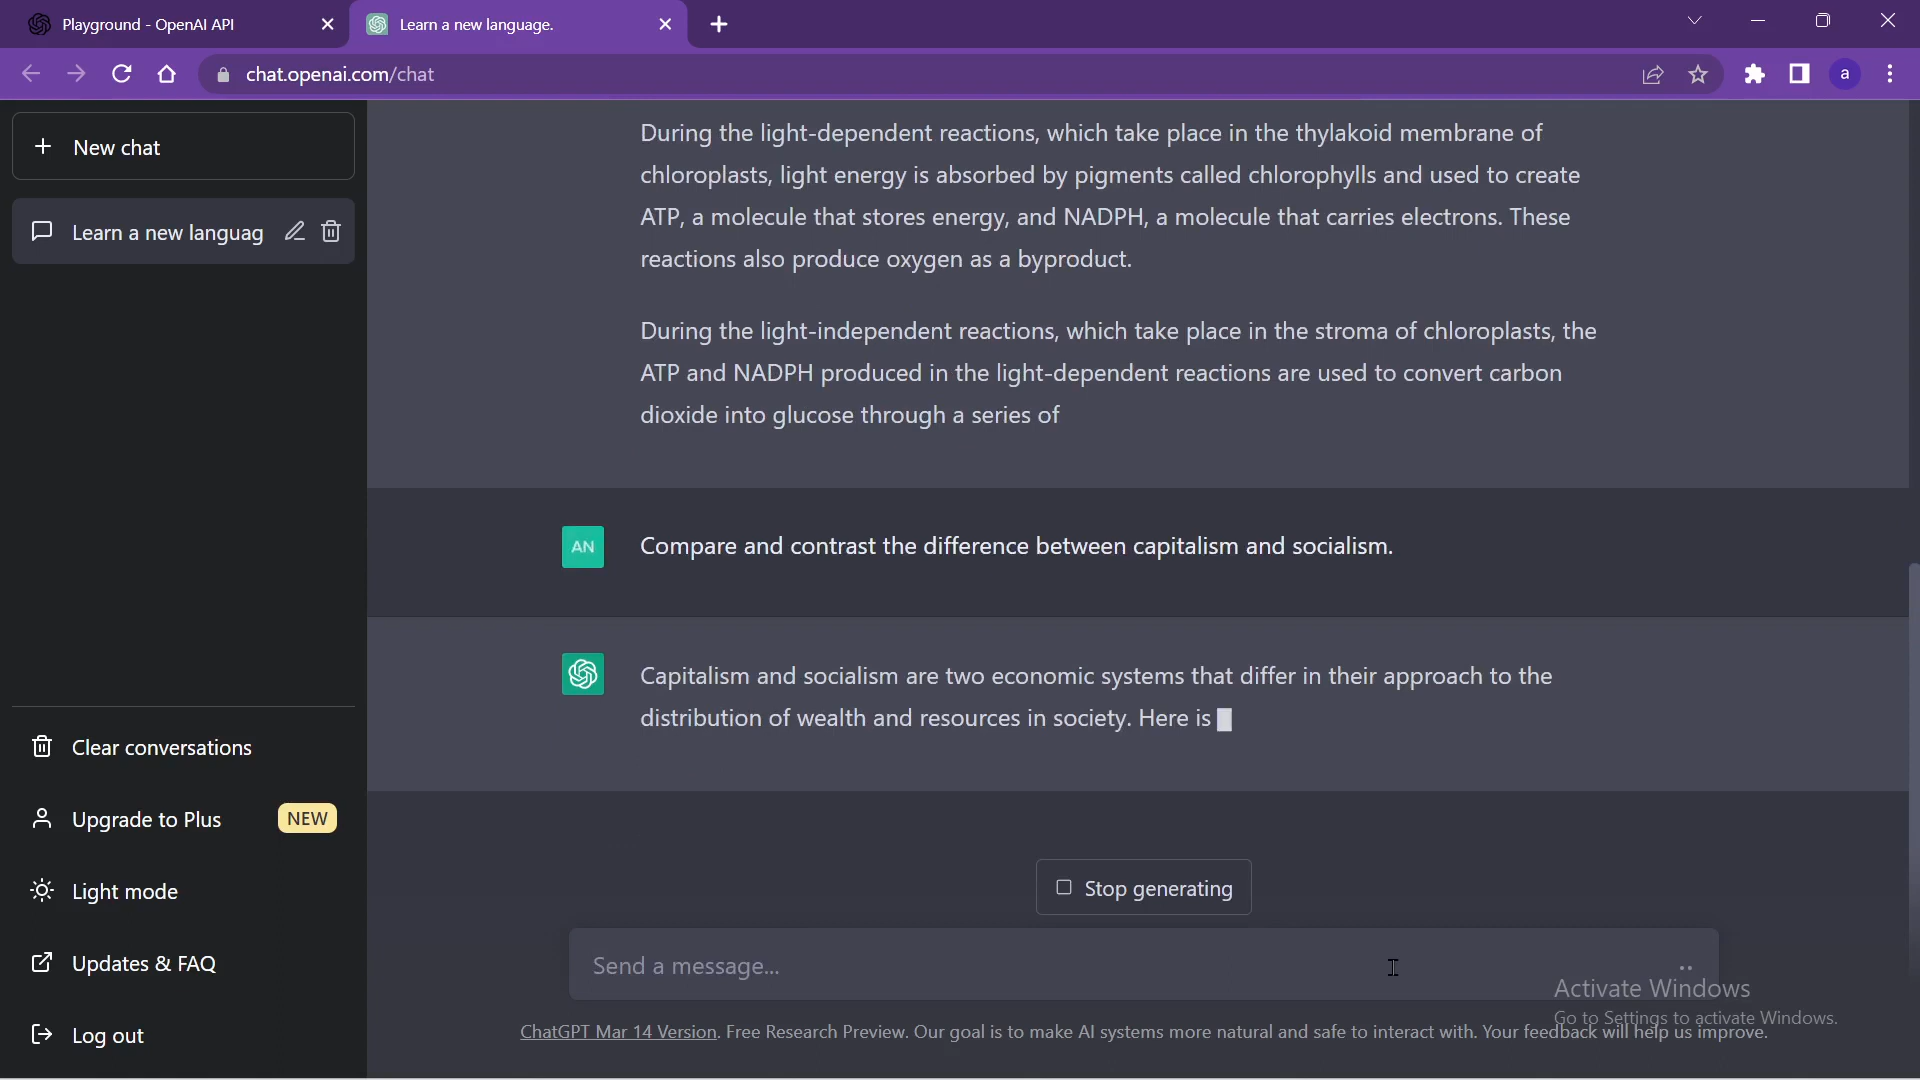 Playground - OpenAI API
Learn a new language.
chat.openai.com/chat
a
New chat
Learn a new languag
During the light-dependent reactions, which take place in the thylakoid membrane of
chloroplasts, light energy is absorbed by pigments called chlorophylls and used to create
ATP, a molecule that stores energy, and NADPH, a molecule that carries electrons. These
reactions also produce oxygen as a byproduct.
During the light-independent reactions, which take place in the stroma of chloroplasts, the
ATP and NADPH produced in the light-dependent reactions are used to convert carbon
dioxide into glucose through a series of
AN
Compare and contrast the difference between capitalism and socialism.
Capitalism and socialism are two economic systems that differ in their approach to the
distribution of wealth and resources in society. Here is
Clear conversations
Upgrade to Plus
NEW
Light mode
Updates & FAQ
Log out
Stop generating
Send a message...
Activate Windows
Go to Settings to activate Windows.
ChatGPT Mar 14 Version. Free Research Preview. Our goal is to make AI systems more natural and safe to interact with. Your feedback will help us improve.